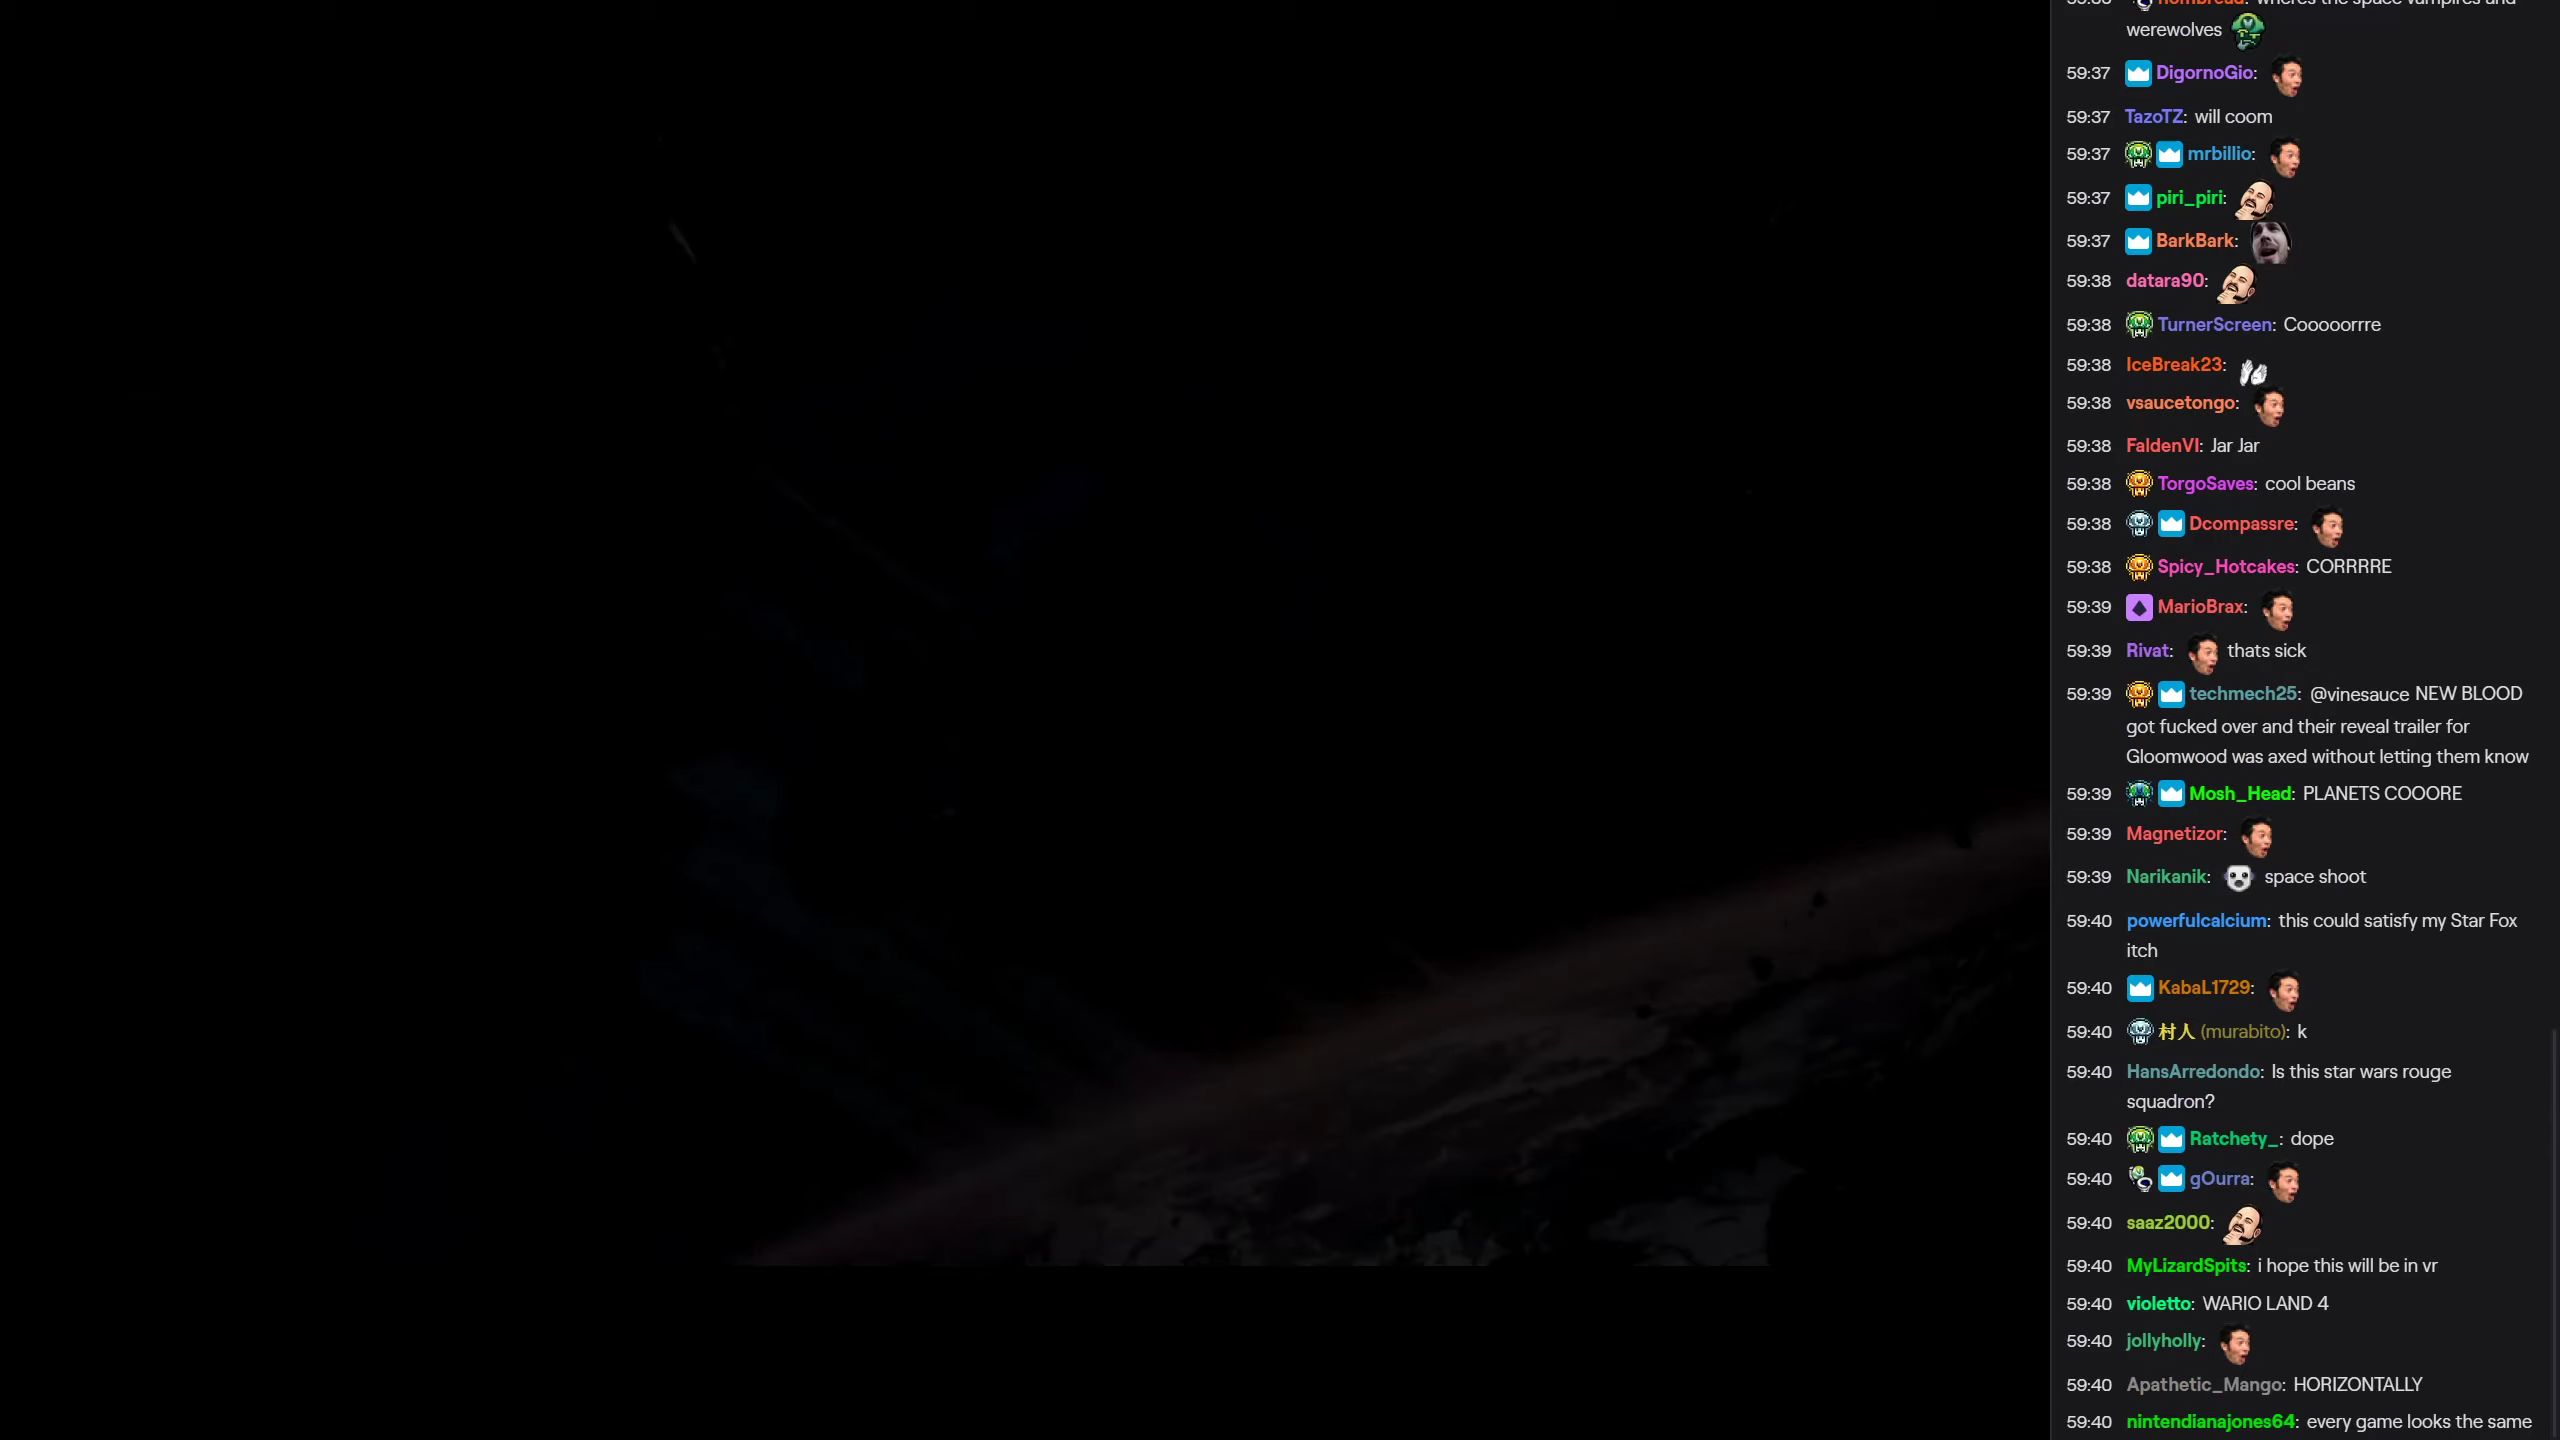 wheres the space vampires and
werewolves
59:37 DigornoGio:
59:37 TazoTZ: will coom
59:37 mrbillio:
59:37 piri_piri:
59:37 BarkBark:
59:38 datara90:
59:38 TurnerScreen: Cooooorrre
59:38 IceBreak23:
59:38 vsaucetongo:
59:38 FaldenVI: Jar Jar
59:38 TorgoSaves: cool beans
59:38 Dcompassre:
59:38 Spicy_Hotcakes: CORRRRE
59:39 MarioBrax:
59:39 Rivat: thats sick
59:39 techmech25: @vinesauce NEW BLOOD
got fucked over and their reveal trailer for
Gloomwood was axed without letting them know
59:39 Mosh_Head: PLANETS COOORE
59:39 Magnetizor:
59:39 Narikanik: space shoot
59:40 powerfulcalcium: this could satisfy my Star Fox
itch
59:40 KabaL1729:
59:40 村人 (murabito): k
59:40 HansArredondo: Is this star wars rouge
squadron?
59:40 Ratchety_: dope
59:40 gOurra:
59:40 saaz2000:
59:40 MyLizardSpits: i hope this will be in vr
59:40 violetto: WARIO LAND 4
59:40 jollyholly:
59:40 Apathetic_Mango: HORIZONTALLY
59:40 nintendianajones64: every game looks the same